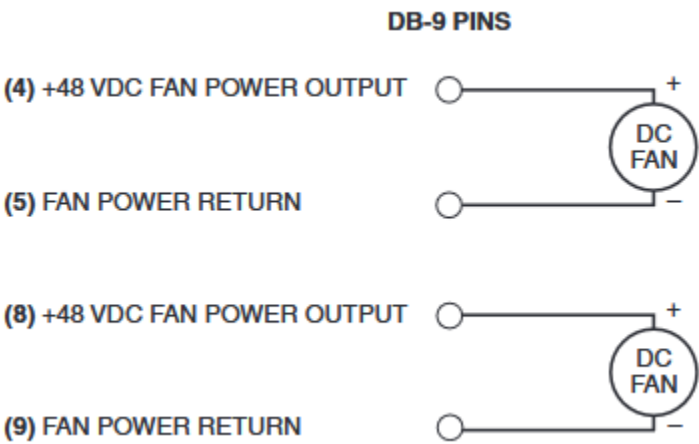 DB-9 PINS
(4) +48 VDC FAN POWER OUTPUT
+
DC
FAN
(5) FAN POWER RETURN
–
(8) +48 VDC FAN POWER OUTPUT
+
DC
FAN
(9) FAN POWER RETURN
–